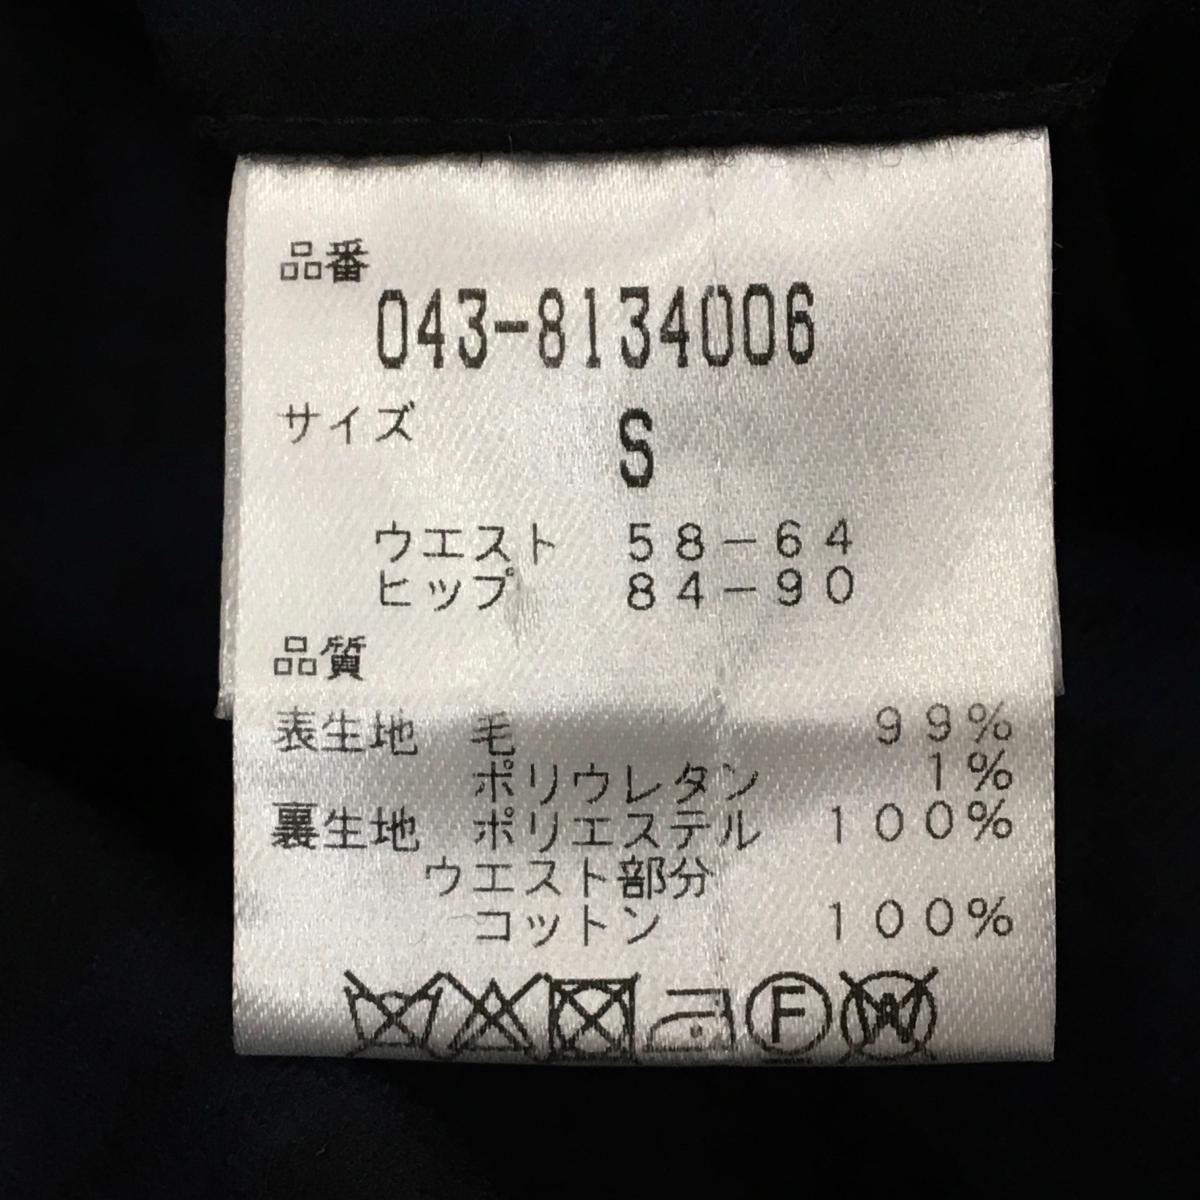 品番
043-8134006
サイズ
S
ウエスト 58-64
ヒップ 84-90
品質
表生地 毛 99%
ポリウレタン 1%
裏生地 ポリエステル 100%
ウエスト部分
コットン 100%
F W